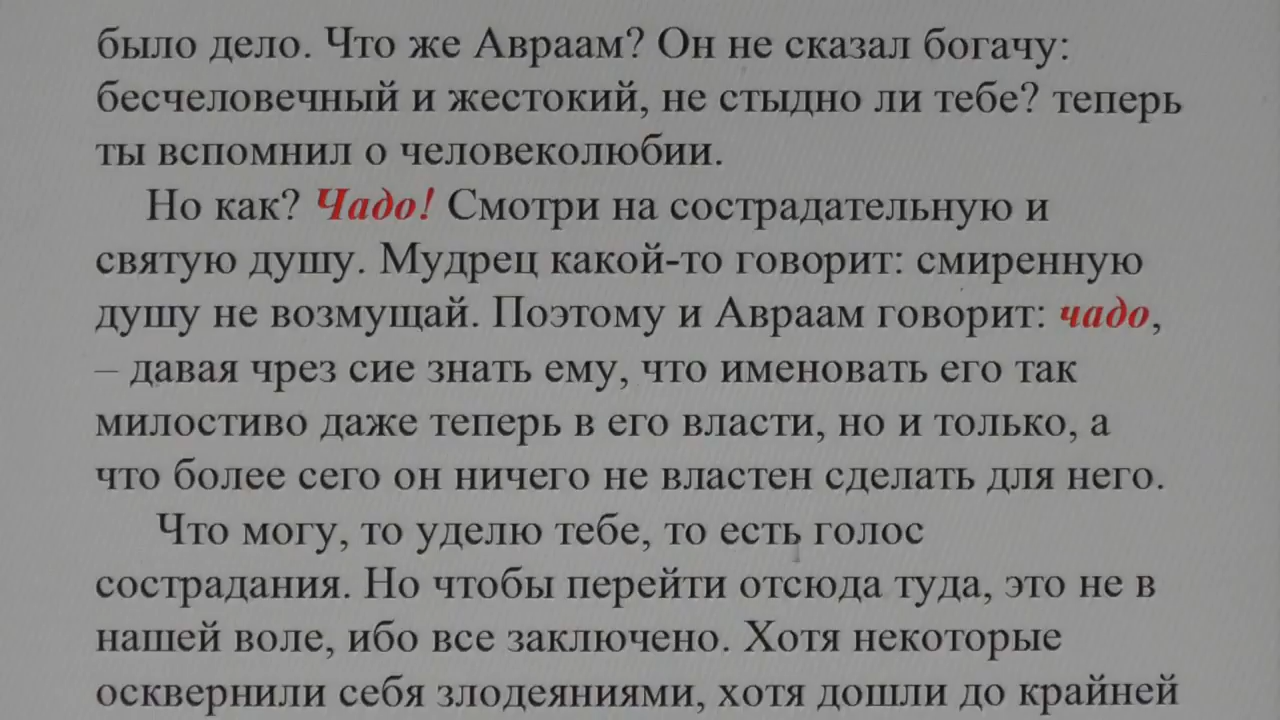 было дело. Что же Авраам? Он не сказал богачу:
бесчеловечный и жестокий, не стыдно ли тебе? теперь
ты вспомнил о человеколюбии.
Но как? Чадо! Смотри на сострадательную и
святую душу. Мудрец какой-то говорит: смиренную
душу не возмущай. Поэтому и Авраам говорит: чадо,
– давая чрез сие знать ему, что именовать его так
милостиво даже теперь в его власти, но и только, а
что более сего он ничего не властен сделать для него.
Что могу, то уделю тебе, то есть голос
сострадания. Но чтобы перейти отсюда туда, это не в
нашей воле, ибо все заключено. Хотя некоторые
осквернили себя злодеяниями, хотя дошли до крайней